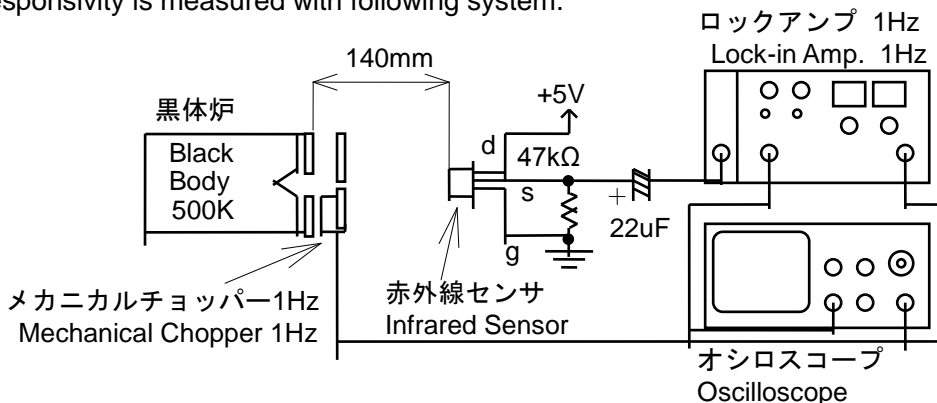 esponsivity is measured with following system.
ロックアンプ 1Hz
Lock-in Amp. 1Hz
140mm
+5V
黒体炉
Black
Body
500K
d
47kΩ
s
+
22uF
g
メカニカルチョッパー1Hz
Mechanical Chopper 1Hz
赤外線センサ
Infrared Sensor
オシロスコープ
Oscilloscope